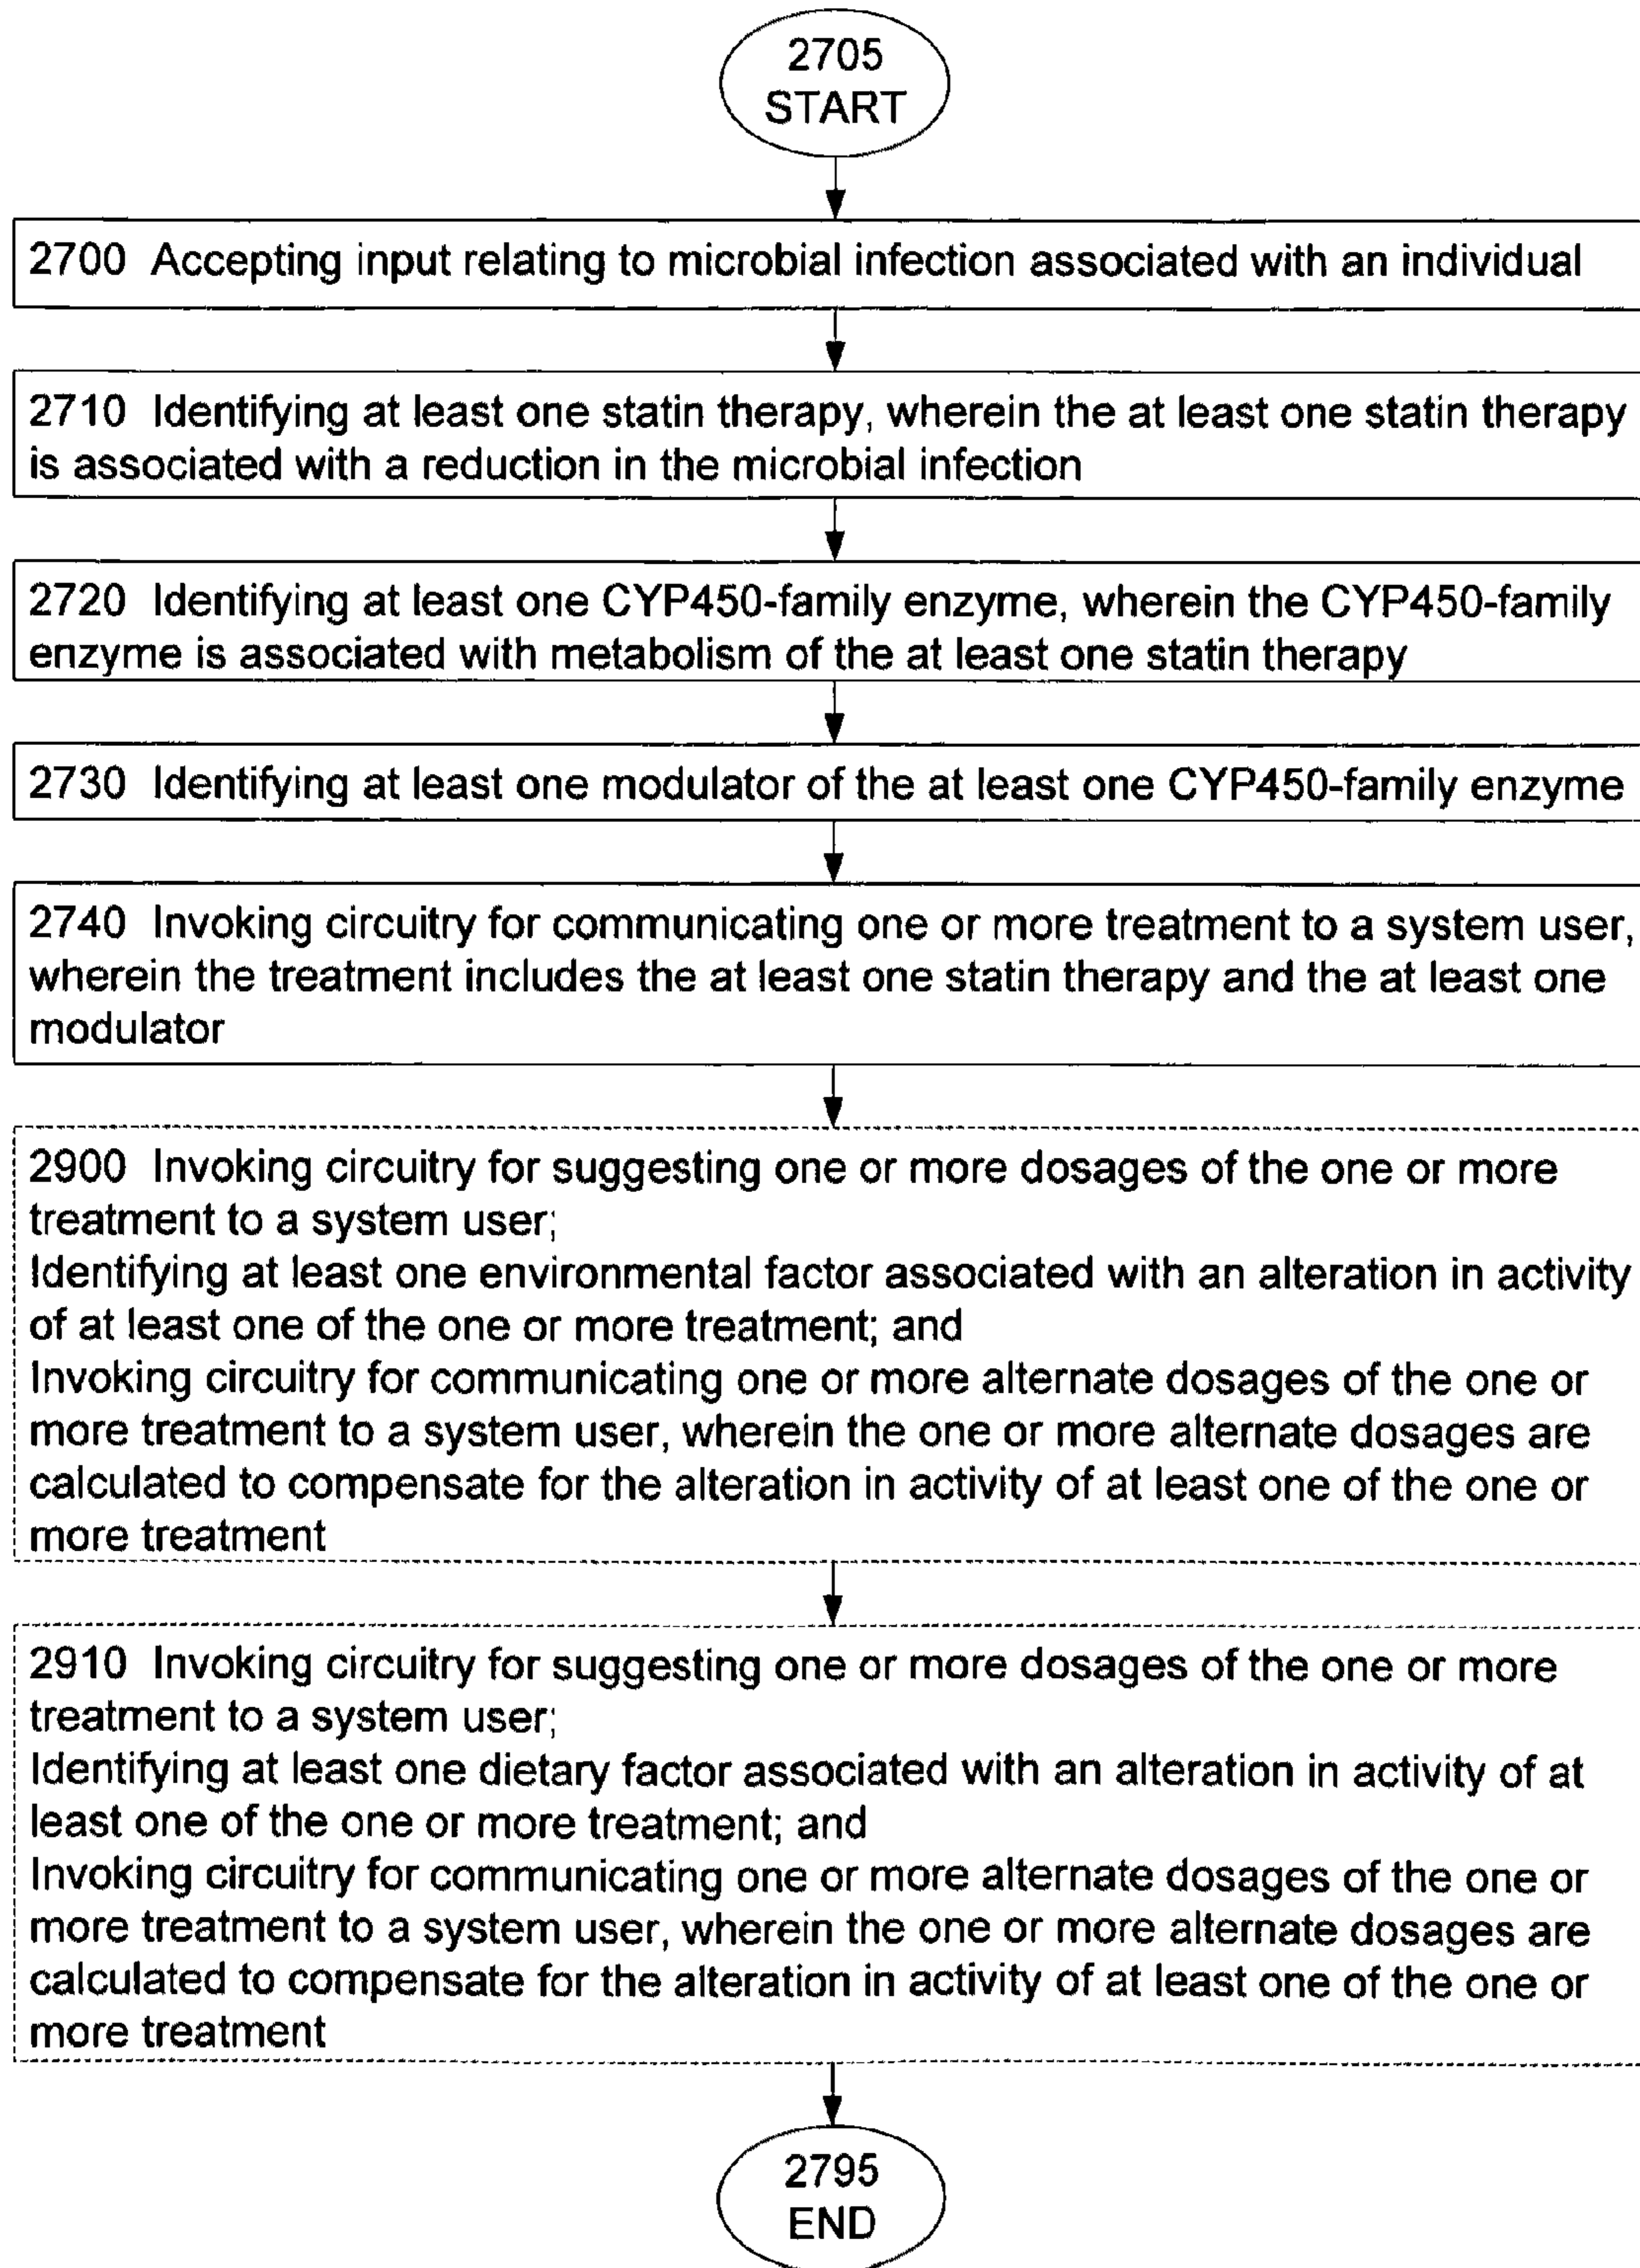 2705
START
2700 Accepting input relating to microbial infection associated with an individual
2710 Identifying at least one statin therapy, wherein the at least one statin therapy
is associated with a reduction in the microbial infection
2720 Identifying at least one CYP450-family enzyme, wherein the CYP450-family
enzyme is associated with metabolism of the at least one statin therapy
2730 Identifying at least one modulator of the at least one CYP450-family enzyme
2740 Invoking circuitry for communicating one or more treatment to a system user,
wherein the treatment includes the at least one statin therapy and the at least one
modulator
2900 Invoking circuitry for suggesting one or more dosages of the one or more
treatment to a system user;
Identifying at least one environmental factor associated with an alteration in activity
of at least one of the one or more treatment; and
Invoking circuitry for communicating one or more alternate dosages of the one or
more treatment to a system user, wherein the one or more alternate dosages are
calculated to compensate for the alteration in activity of at least one of the one or
more treatment
2910 Invoking circuitry for suggesting one or more dosages of the one or more
treatment to a system user;
Identifying at least one dietary factor associated with an alteration in activity of at
least one of the one or more treatment; and
Invoking circuitry for communicating one or more alternate dosages of the one or
more treatment to a system user, wherein the one or more alternate dosages are
calculated to compensate for the alteration in activity of at least one of the one or
more treatment
2795
END